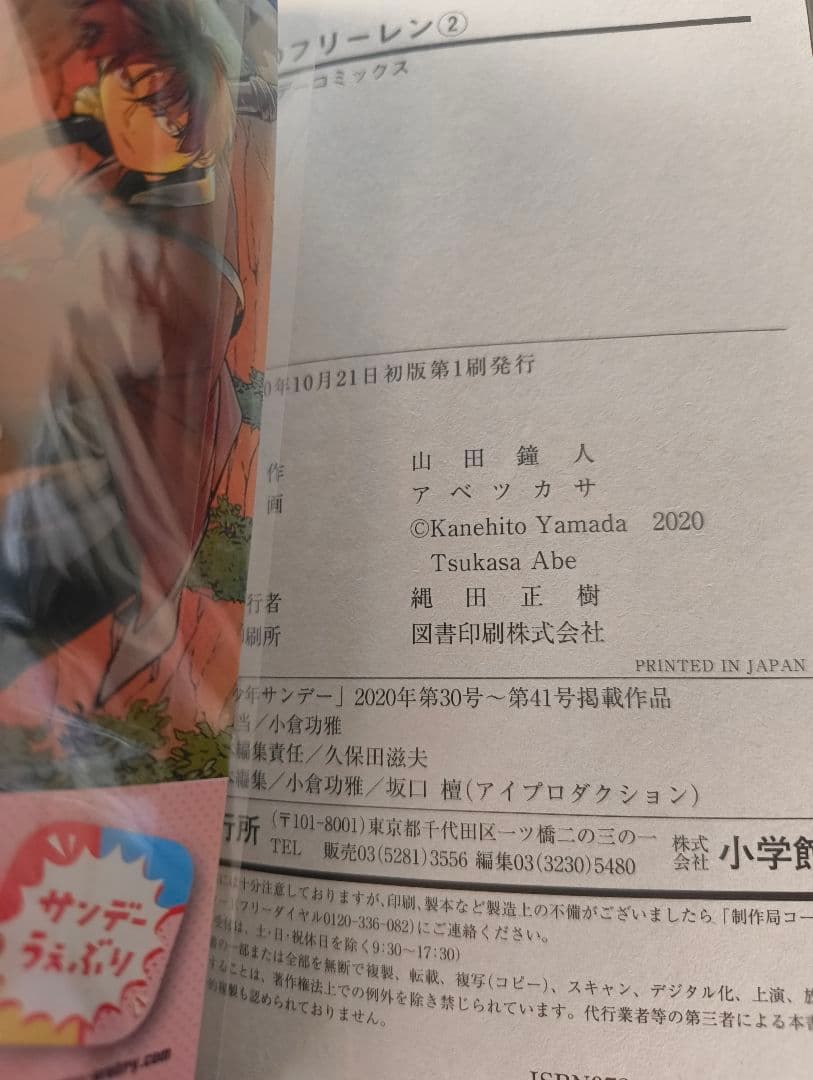 フリーレン②
デーコミックス
0年10月21日初版第1刷発行
作 山田鐘人
画 アベツカサ
©Kanehito Yamada 2020
Tsukasa Abe
行者 縄田正樹
刷所 図書印刷株式会社
PRINTED IN JAPAN
少年サンデー」2020年第30号〜第41号掲載作品
当/小倉功雅
編集責任/久保田滋夫
編集/小倉功雅/坂口 檀(アイプロダクション)
行所 (〒101-8001)東京都千代田区一ツ橋二の三の一 株式会社 小学館
TEL 販売03(5281)3556 編集03(3230)5480
には十分注意しておりますが、印刷、製本など製造上の不備がございましたら「制作局コー
フリーダイヤル0120-336-082)にご連絡ください。
受付は、土・日・祝休日を除く9:30〜17:30)
の一部または全部を無断で複製、転載、複写(コピー)、スキャン、デジタル化、上演、放
することは、著作権法上での例外を除き禁じられています。代行業者等の第三者による本書
的複製も認められておりません。
サンデー
うぇぶり